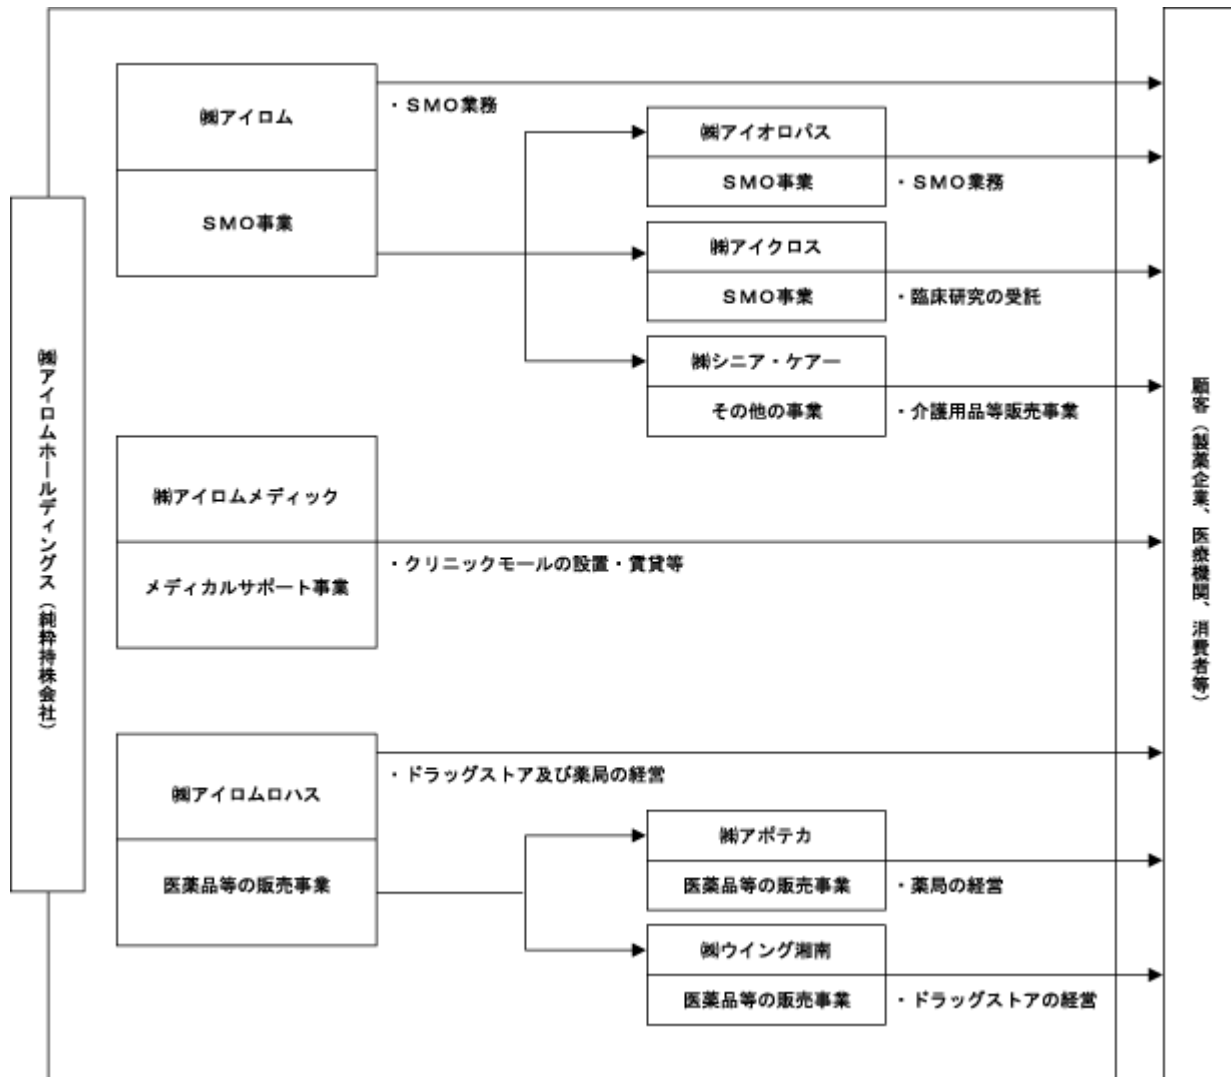 ㈱アイロムホールディングス（純粋持株会社）
㈱アイロム
SMO事業
・SMO業務
㈱アイオロパス
SMO事業
・SMO業務
㈱アイクロス
SMO事業
・臨床研究の受託
㈱シニア・ケアー
その他の事業
・介護用品等販売事業
㈱アイロムメディック
メディカルサポート事業
・クリニックモールの設置・賃貸等
㈱アイロムロハス
医薬品等の販売事業
・ドラッグストア及び薬局の経営
㈱アポテカ
医薬品等の販売事業
・薬局の経営
㈱ウイング湘南
医薬品等の販売事業
・ドラッグストアの経営
顧客（製薬企業、医療機関、消費者等）